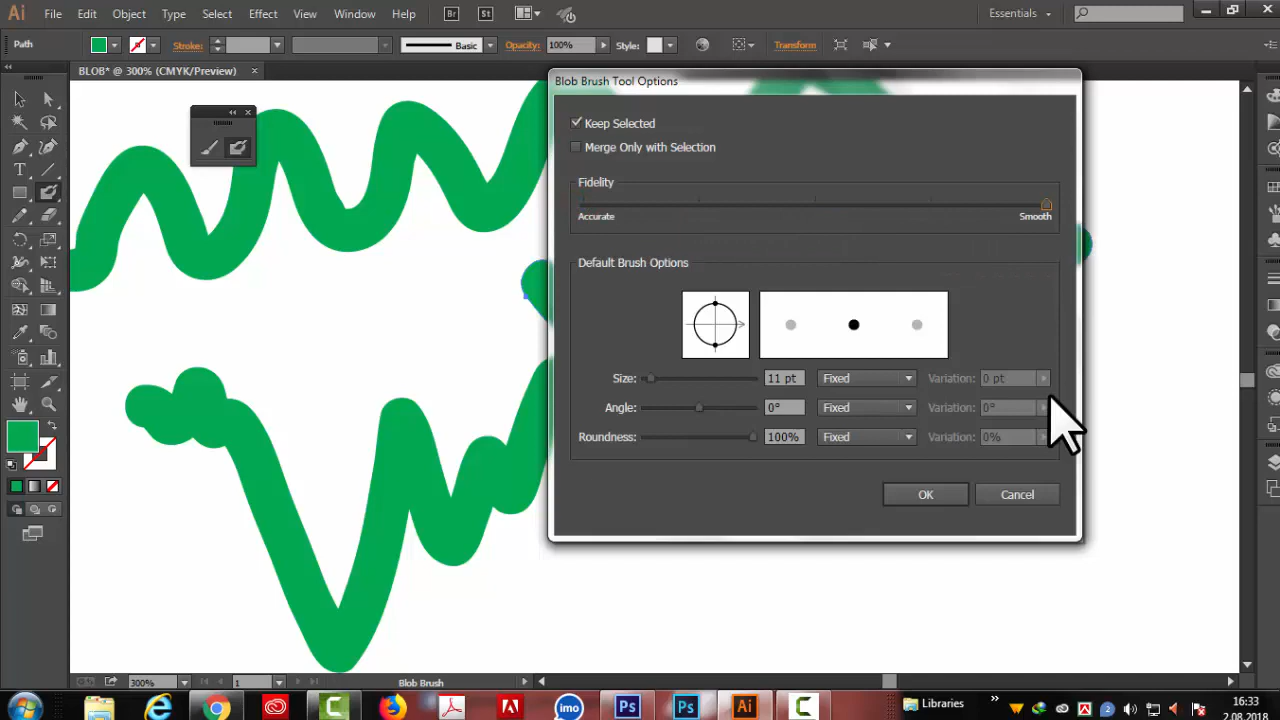 Ai File Edit Object Type Select Effect View Window Help Br St Essentials
Path Stroke: Basic Opacity: 100% Style: Transform
BLOB* @ 300% (CMYK/Preview)
Blob Brush Tool Options
Keep Selected
Merge Only with Selection
Fidelity
Accurate Smooth
Default Brush Options
Size: 11 pt Fixed Variation: 0 pt
Angle: 0° Fixed Variation: 0°
Roundness: 100% Fixed Variation: 0%
OK Cancel
300% 1 Blob Brush
imo Ps Ps Ai Libraries » 16:33
2.08.2018